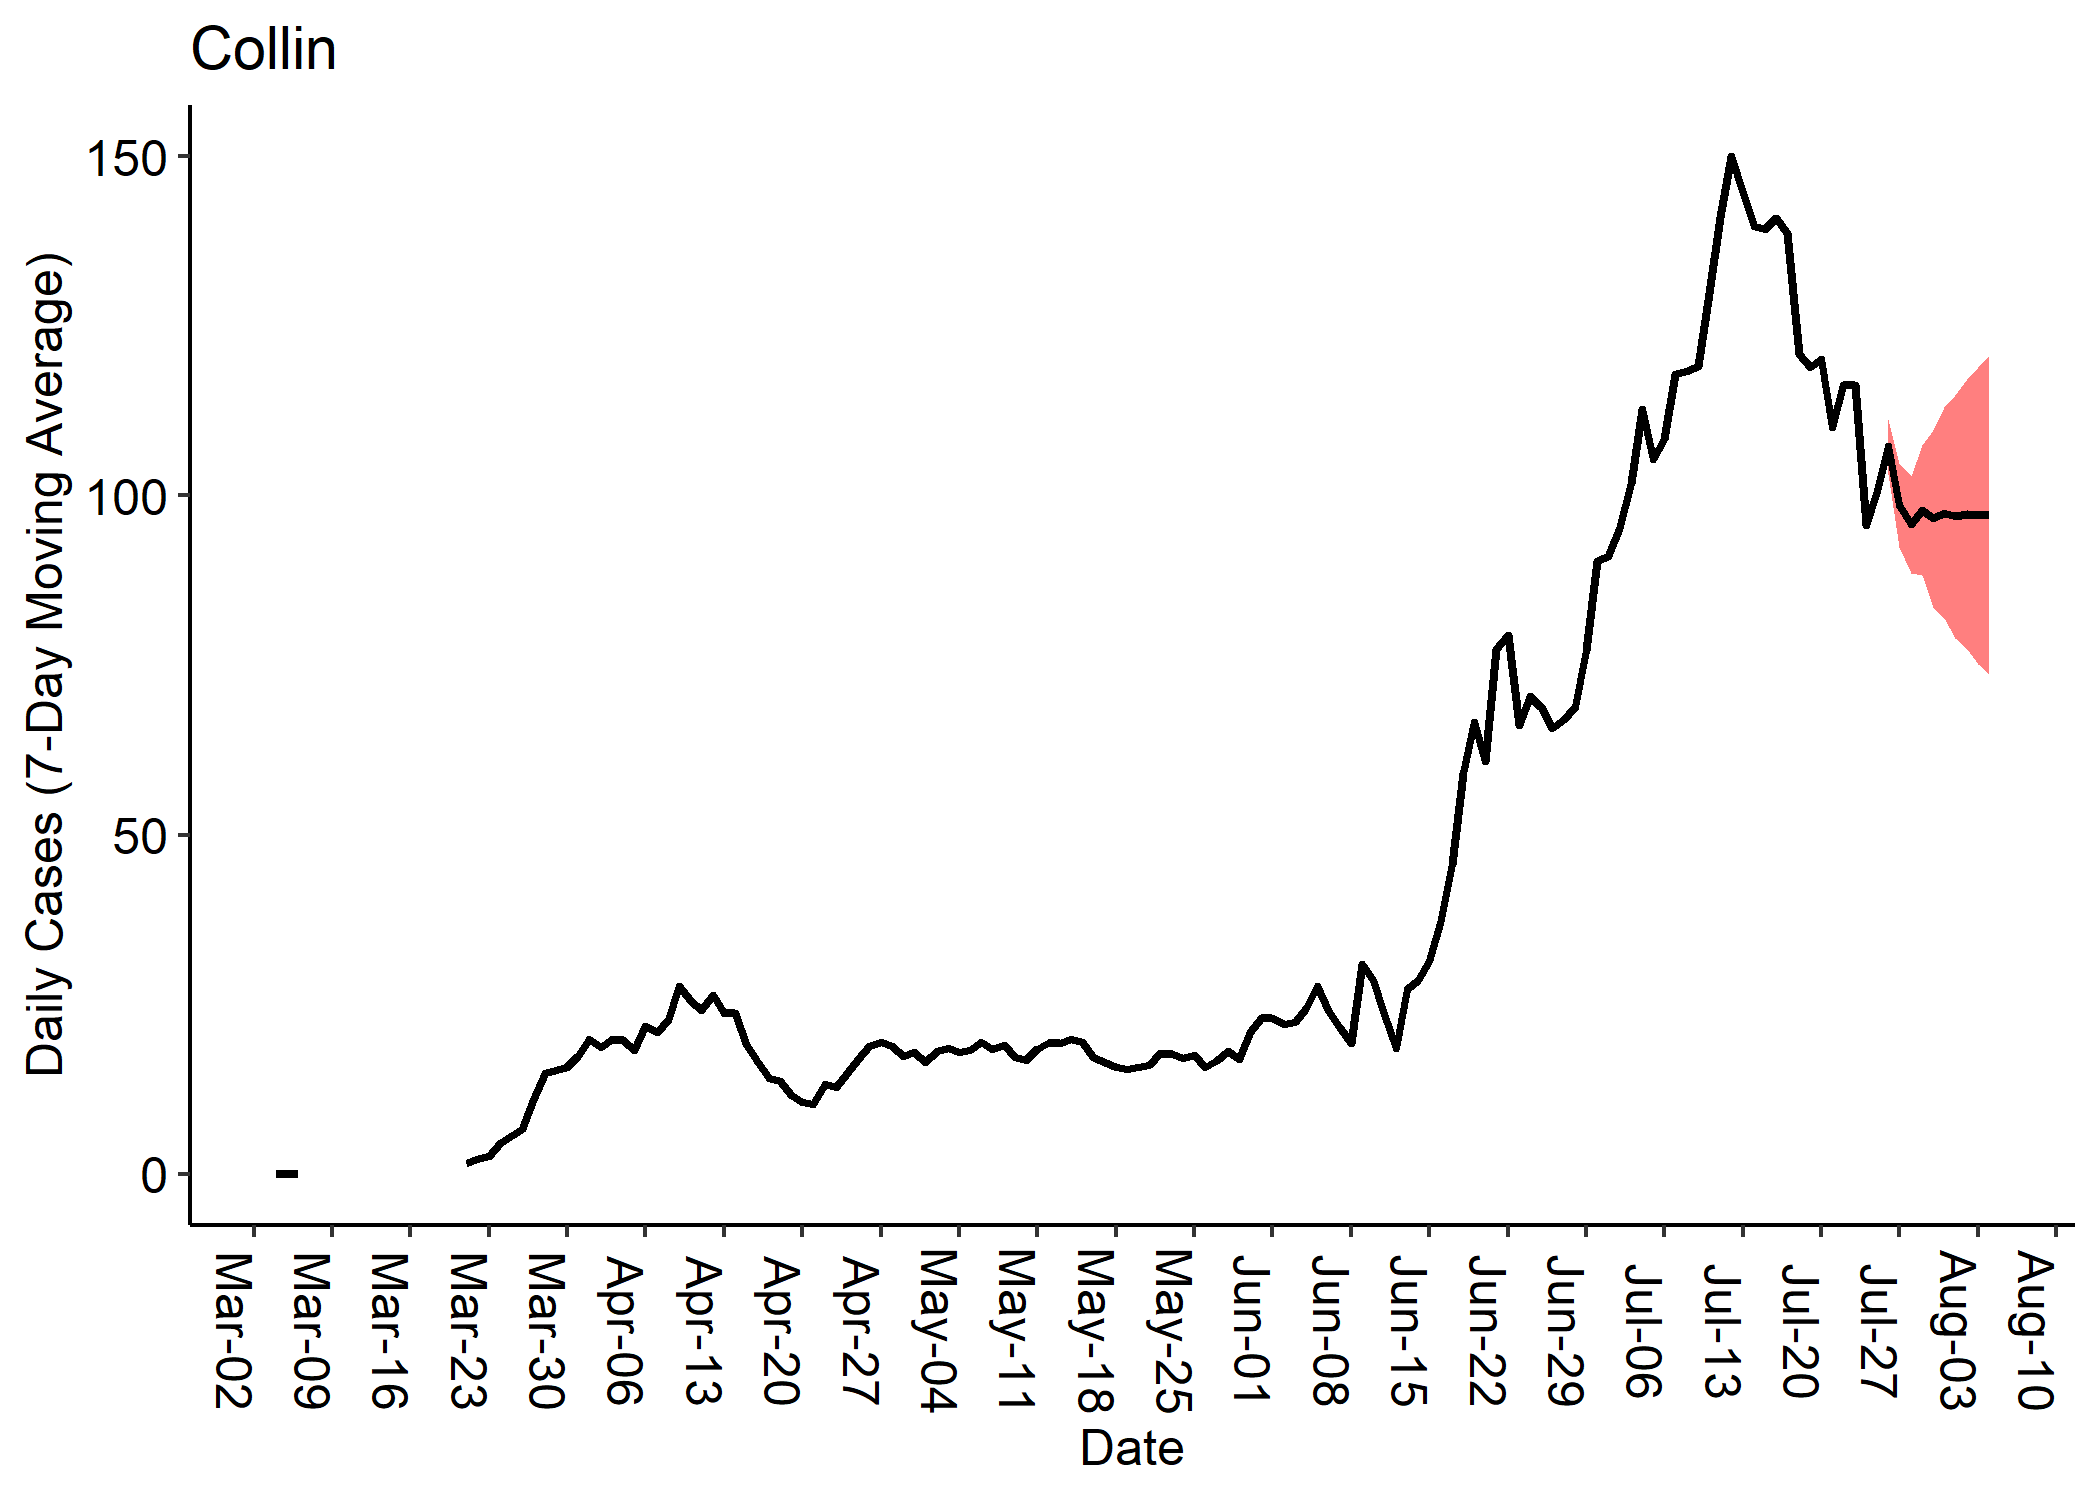 Collin
Daily Cases (7-Day Moving Average)
150
100
50
0
Mar-02
Mar-09
Mar-16
Mar-23
Mar-30
Apr-06
Apr-13
Apr-20
Apr-27
May-04
May-11
May-18
May-25
Jun-01
Jun-08
Jun-15
Jun-22
Jun-29
Jul-06
Jul-13
Jul-20
Jul-27
Aug-03
Aug-10
Date